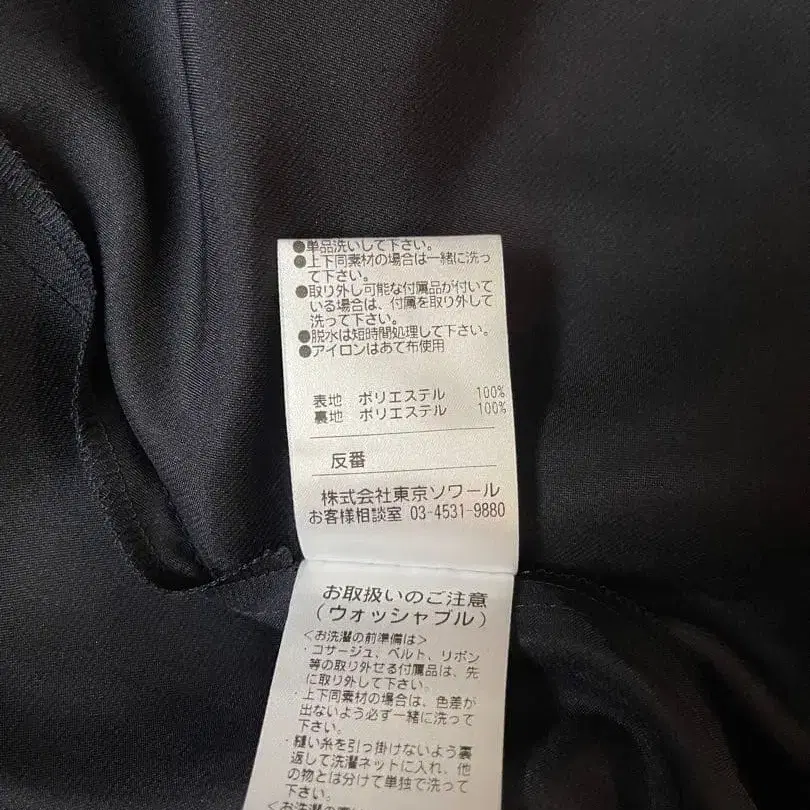 ●単品洗いして下さい。
●上下同素材の場合は一緒に洗っ
て下さい。
●取り外し可能な付属品が付いて
いる場合は、付属を取り外して
洗って下さい。
●脱水は短時間処理して下さい。
●アイロンはあて布使用
表地 ポリエステル 100%
裏地 ポリエステル 100%
反番
株式会社東京ソワール
お客様相談室 03-4531-9880
お取扱いのご注意
(ウォッシャブル)
<お洗濯の前準備は>
・コサージュ、ベルト、リボン
等の取り外せる付属品は、先
に取り外して下さい。
・上下同素材の場合は、色差が
出ないよう必ず一緒に洗って
下さい。
・縫い糸を引っ掛けないよう裏
返して洗濯ネットに入れ、他
の物とは分けて単独で洗って
下さい。